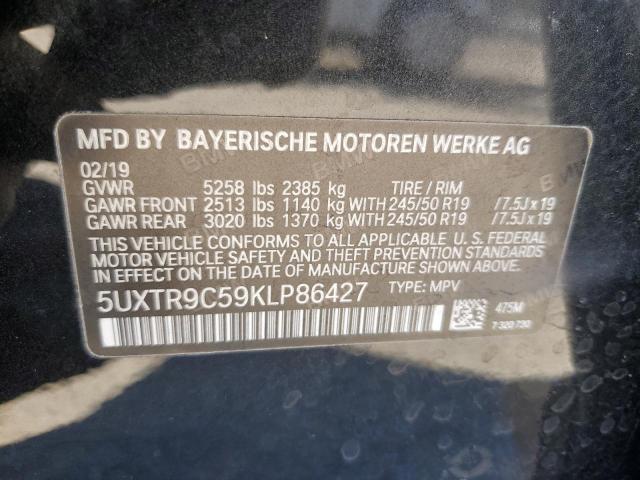 MFD BY BAYERISCHE MOTOREN WERKE AG
02/19
GVWR 5258 lbs 2385 kg TIRE / RIM
GAWR FRONT 2513 lbs 1140 kg WITH 245/50 R19 /7.5J x 19
GAWR REAR 3020 lbs 1370 kg WITH 245/50 R19 /7.5J x 19
THIS VEHICLE CONFORMS TO ALL APPLICABLE U. S. FEDERAL
MOTOR VEHICLE SAFETY AND THEFT PREVENTION STANDARDS
IN EFFECT ON THE DATE OF MANUFACTURE SHOWN ABOVE.
5UXTR9C59KLP86427 TYPE: MPV
475M
7 320 730